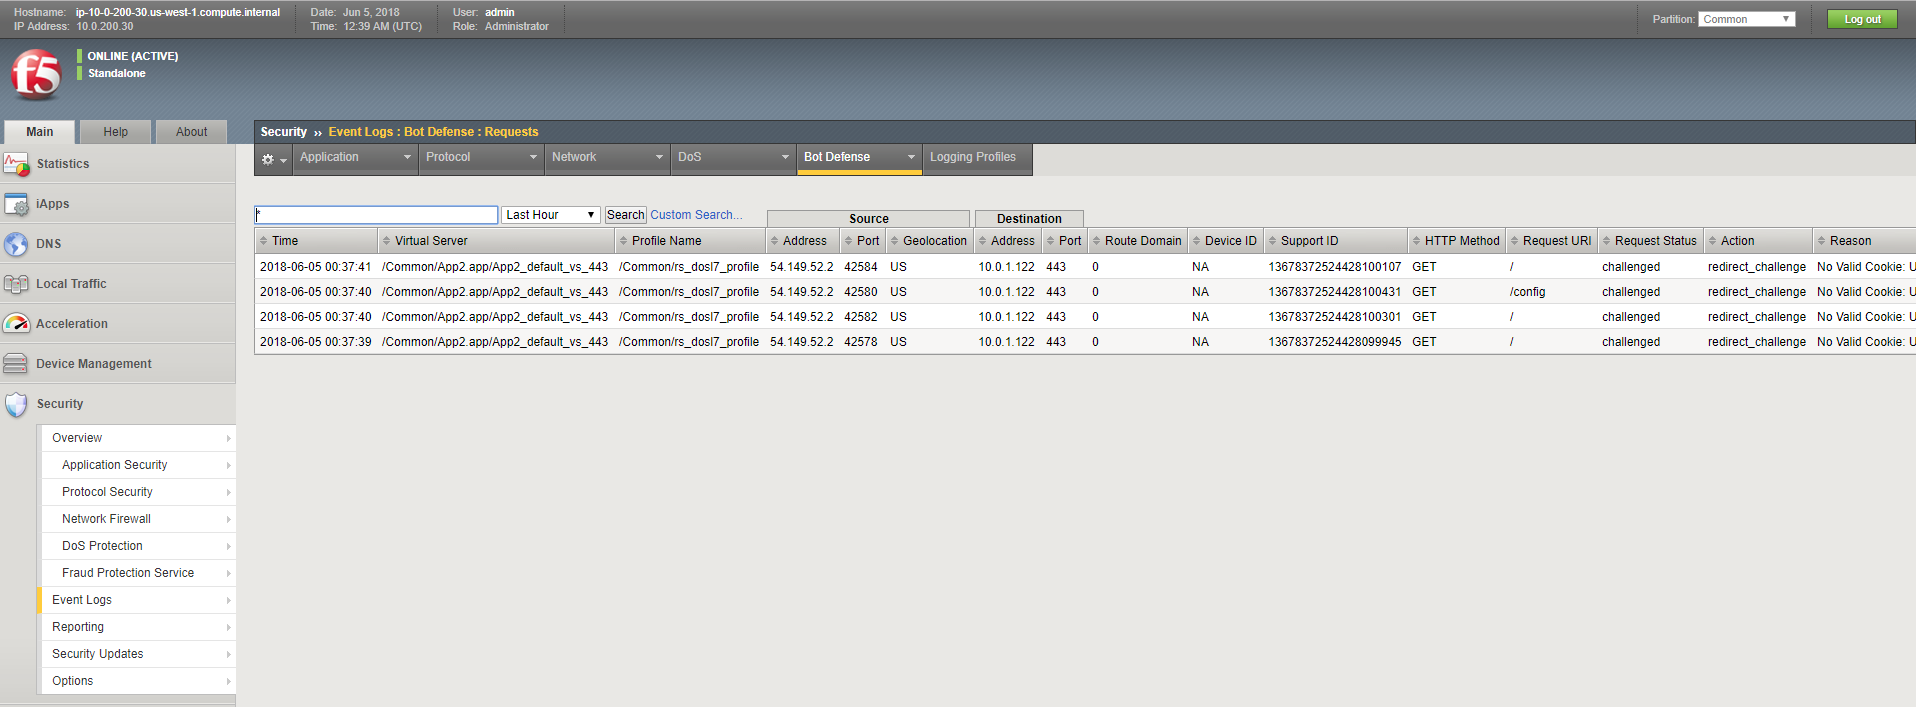 Hostname: ip-10-0-200-30.us-west-1.compute.internal Date: Jun 5, 2018 User: admin Partition: Common Log out
IP Address: 10.0.200.30 Time: 12:39 AM (UTC) Role: Administrator
f5
ONLINE (ACTIVE)
Standalone
Main Help About
Security ›› Event Logs : Bot Defense : Requests
Application Protocol Network DoS Bot Defense Logging Profiles
Statistics
iApps
DNS
Local Traffic
Acceleration
Device Management
Security
Overview
Application Security
Protocol Security
Network Firewall
DoS Protection
Fraud Protection Service
Event Logs
Reporting
Security Updates
Options
* Last Hour Search Custom Search... Source Destination
Time Virtual Server Profile Name Address Port Geolocation Address Port Route Domain Device ID Support ID HTTP Method Request URI Request Status Action Reason
2018-06-05 00:37:41 /Common/App2.app/App2_default_vs_443 /Common/rs_dosl7_profile 54.149.52.2 42584 US 10.0.1.122 443 0 NA 13678372524428100107 GET / challenged redirect_challenge No Valid Cookie: U
2018-06-05 00:37:40 /Common/App2.app/App2_default_vs_443 /Common/rs_dosl7_profile 54.149.52.2 42580 US 10.0.1.122 443 0 NA 13678372524428100431 GET /config challenged redirect_challenge No Valid Cookie: U
2018-06-05 00:37:40 /Common/App2.app/App2_default_vs_443 /Common/rs_dosl7_profile 54.149.52.2 42582 US 10.0.1.122 443 0 NA 13678372524428100301 GET / challenged redirect_challenge No Valid Cookie: U
2018-06-05 00:37:39 /Common/App2.app/App2_default_vs_443 /Common/rs_dosl7_profile 54.149.52.2 42578 US 10.0.1.122 443 0 NA 13678372524428099945 GET / challenged redirect_challenge No Valid Cookie: U